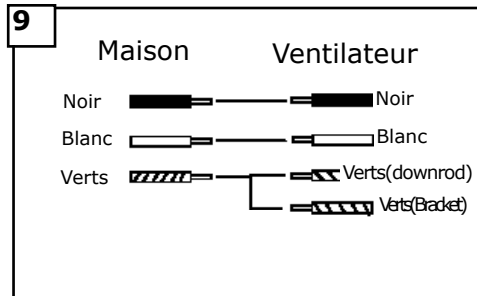 9
Maison Ventilateur
Noir Noir
Blanc Blanc
Verts Verts(downrod)
Verts(Bracket)